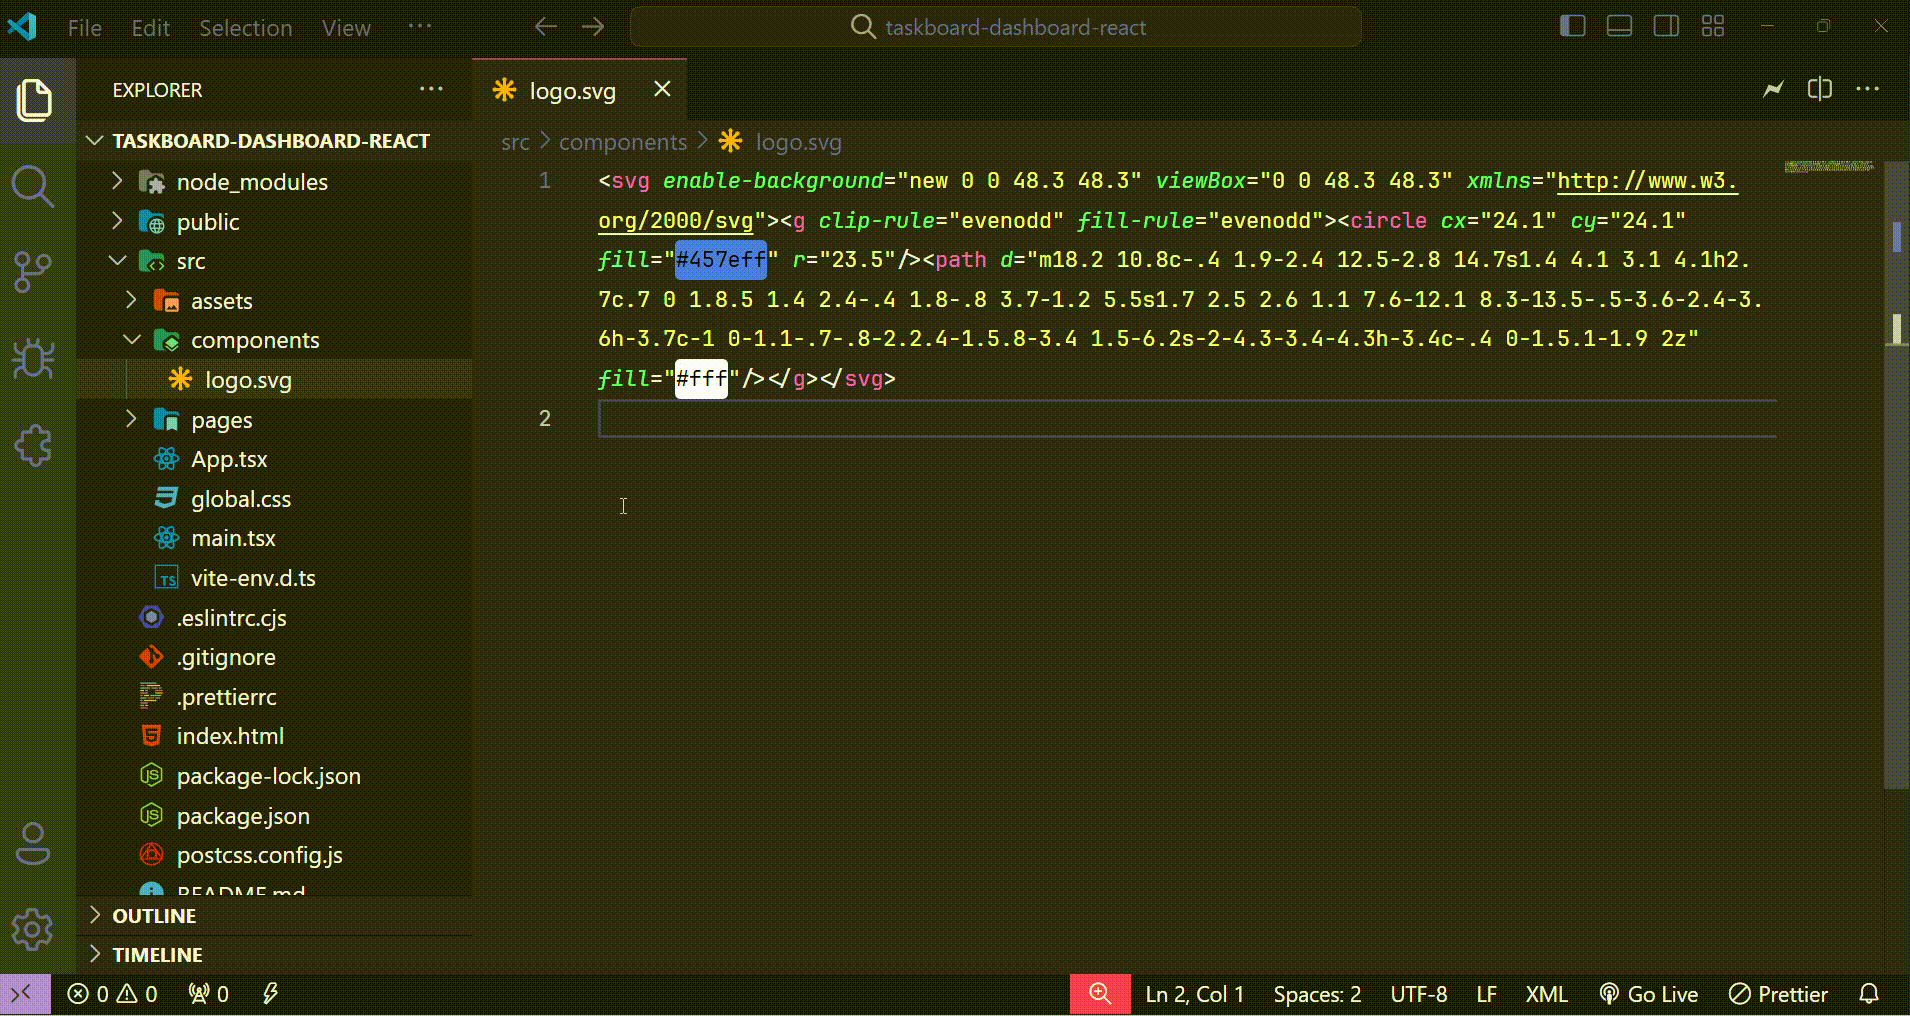 File Edit Selection View ··· taskboard-dashboard-react
EXPLORER ···
TASKBOARD-DASHBOARD-REACT
node_modules
public
src
assets
components
logo.svg
pages
App.tsx
global.css
main.tsx
TS vite-env.d.ts
.eslintrc.cjs
.gitignore
.prettierrc
index.html
package-lock.json
package.json
postcss.config.js
README.md
OUTLINE
TIMELINE
logo.svg
src > components > logo.svg
1 <svg enable-background="new 0 0 48.3 48.3" viewBox="0 0 48.3 48.3" xmlns="http://www.w3.
org/2000/svg"><g clip-rule="evenodd" fill-rule="evenodd"><circle cx="24.1" cy="24.1"
fill="#457eff" r="23.5"/><path d="m18.2 10.8c-.4 1.9-2.4 12.5-2.8 14.7s1.4 4.1 3.1 4.1h2.
7c.7 0 1.8.5 1.4 2.4-.4 1.8-.8 3.7-1.2 5.5s1.7 2.5 2.6 1.1 7.6-12.1 8.3-13.5-.5-3.6-2.4-3.
6h-3.7c-1 0-1.1-.7-.8-2.2.4-1.5.8-3.4 1.5-6.2s-2-4.3-3.4-4.3h-3.4c-.4 0-1.5.1-1.9 2z"
fill="#fff"/></g></svg>
2
0 0 0 Ln 2, Col 1 Spaces: 2 UTF-8 LF XML Go Live Prettier